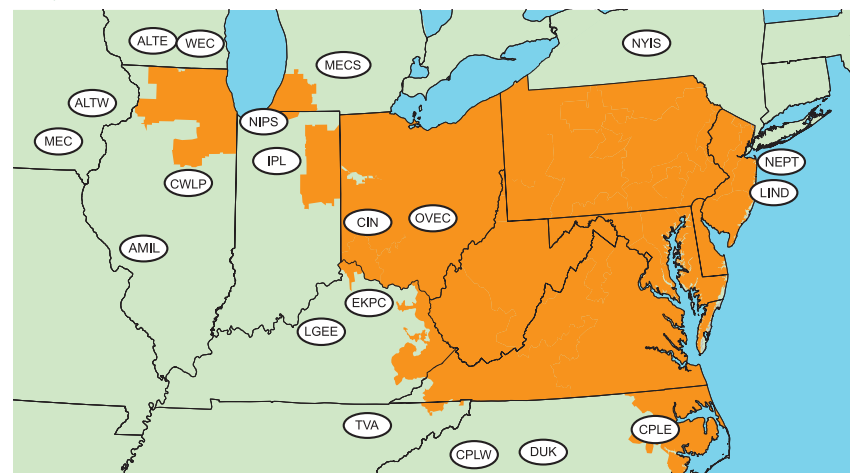 ALTE
WEC
NYIS
MECS
ALTW
NIPS
MEC
IPL
NEPT
CWLP
LIND
CIN
OVEC
AMIL
EKPC
LGEE
TVA
CPLE
CPLW
DUK